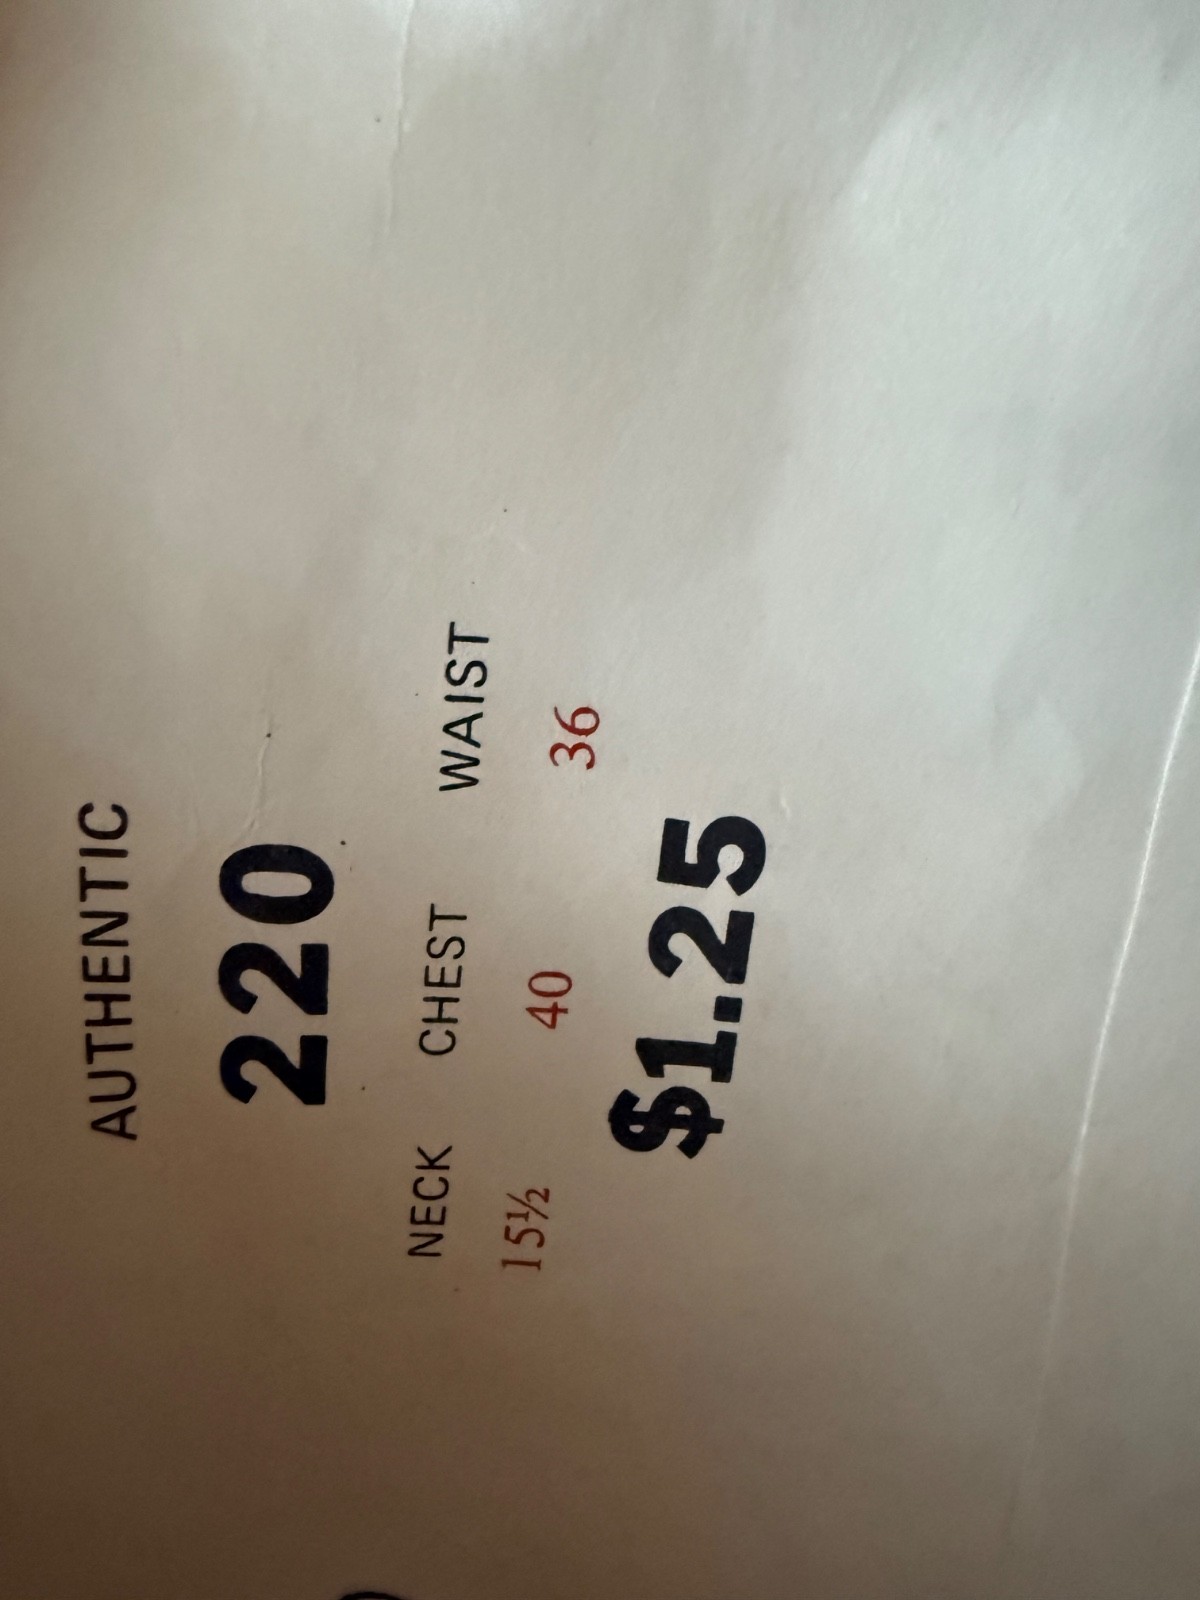 AUTHENTIC
220
NECK CHEST WAIST
15½ 40 36
$1.25